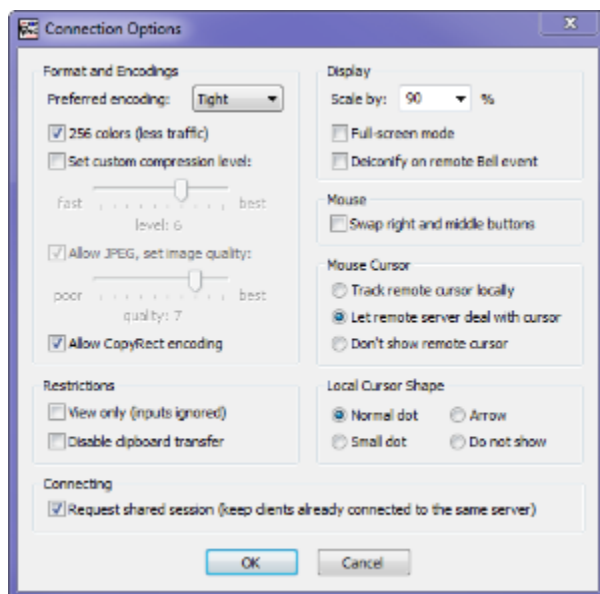 Connection Options
Format and Encodings
Preferred encoding: Tight
256 colors (less traffic)
Set custom compression level:
fast best
level: 6
Allow JPEG, set image quality:
poor best
quality: 7
Allow CopyRect encoding
Display
Scale by: 90 %
Full-screen mode
Deiconify on remote Bell event
Mouse
Swap right and middle buttons
Mouse Cursor
Track remote cursor locally
Let remote server deal with cursor
Don't show remote cursor
Restrictions
View only (inputs ignored)
Disable clipboard transfer
Local Cursor Shape
Normal dot Arrow
Small dot Do not show
Connecting
Request shared session (keep clients already connected to the same server)
OK Cancel